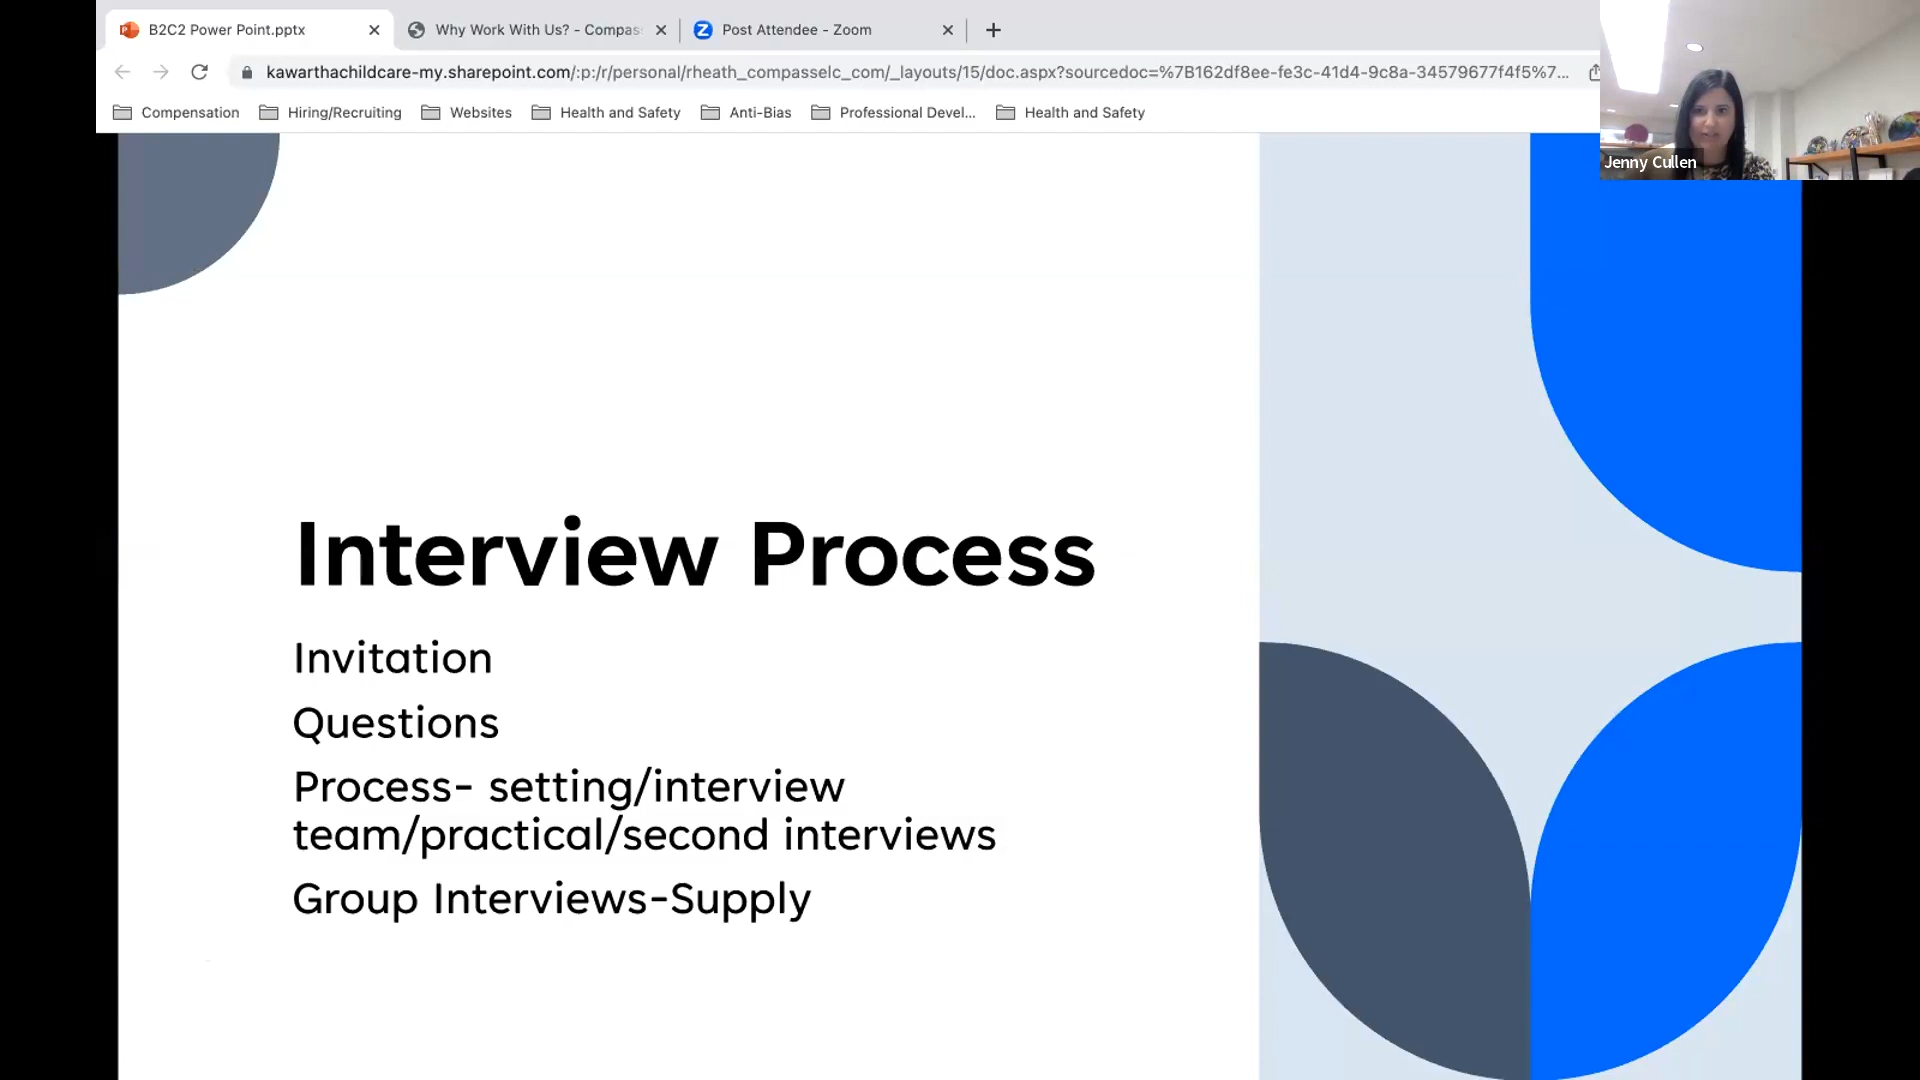 B2C2 Power Point.pptx
Why Work With Us? - Compas
Post Attendee - Zoom
kawarthachildcare-my.sharepoint.com/:p:/r/personal/rheath_compasselc_com/_layouts/15/doc.aspx?sourcedoc=%7B162df8ee-fe3c-41d4-9c8a-34579677f4f5%7...
Compensation
Hiring/Recruiting
Websites
Health and Safety
Anti-Bias
Professional Devel...
Health and Safety
Jenny Cullen
Interview Process
Invitation
Questions
Process- setting/interview
team/practical/second interviews
Group Interviews-Supply